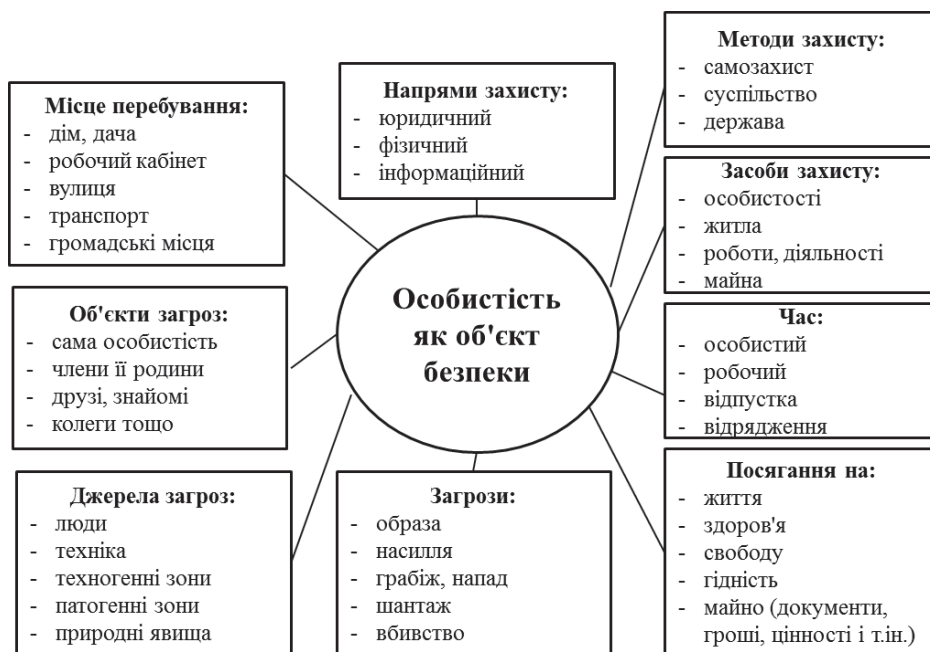 Місце перебування:
- дім, дача
- робочий кабінет
- вулиця
- транспорт
- громадські місця
Напрями захисту:
- юридичний
- фізичний
- інформаційний
Методи захисту:
- самозахист
- суспільство
- держава
Засоби захисту:
- особистості
- житла
- роботи, діяльності
- майна
Об'єкти загроз:
- сама особистість
- члени її родини
- друзі, знайомі
- колеги тощо
Особистість
як об'єкт
безпеки
Час:
- особистий
- робочий
- відпустка
- відрядження
Джерела загроз:
- люди
- техніка
- техногенні зони
- патогенні зони
- природні явища
Загрози:
- образа
- насилля
- грабіж, напад
- шантаж
- вбивство
Посягання на:
- життя
- здоров'я
- свободу
- гідність
- майно (документи,
гроші, цінності і т.ін.)